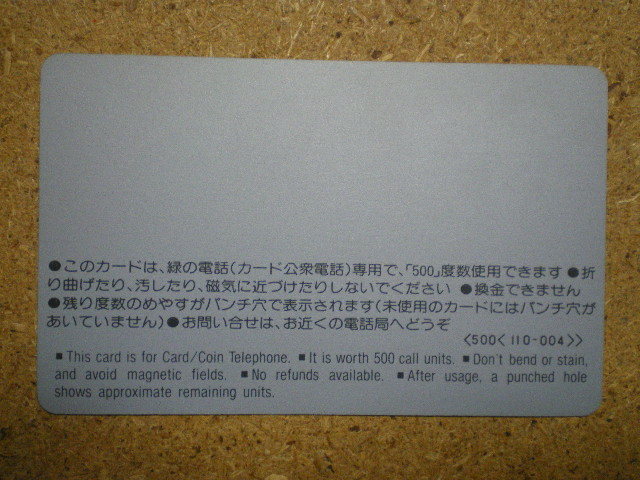 ●このカードは、緑の電話(カード公衆電話)専用で、「500」度数使用できます ●折
り曲げたり、汚したり、磁気に近づけたりしないでください ●換金できません
●残り度数のめやすがパンチ穴で表示されます(未使用のカードにはパンチ穴が
あいていません)●お問い合せは、お近くの電話局へどうぞ
〈500〈110-004〉〉
■ This card is for Card/Coin Telephone. ■ It is worth 500 call units. ■ Don't bend or stain,
and avoid magnetic fields. ■ No refunds available. ■ After usage, a punched hole
shows approximate remaining units.